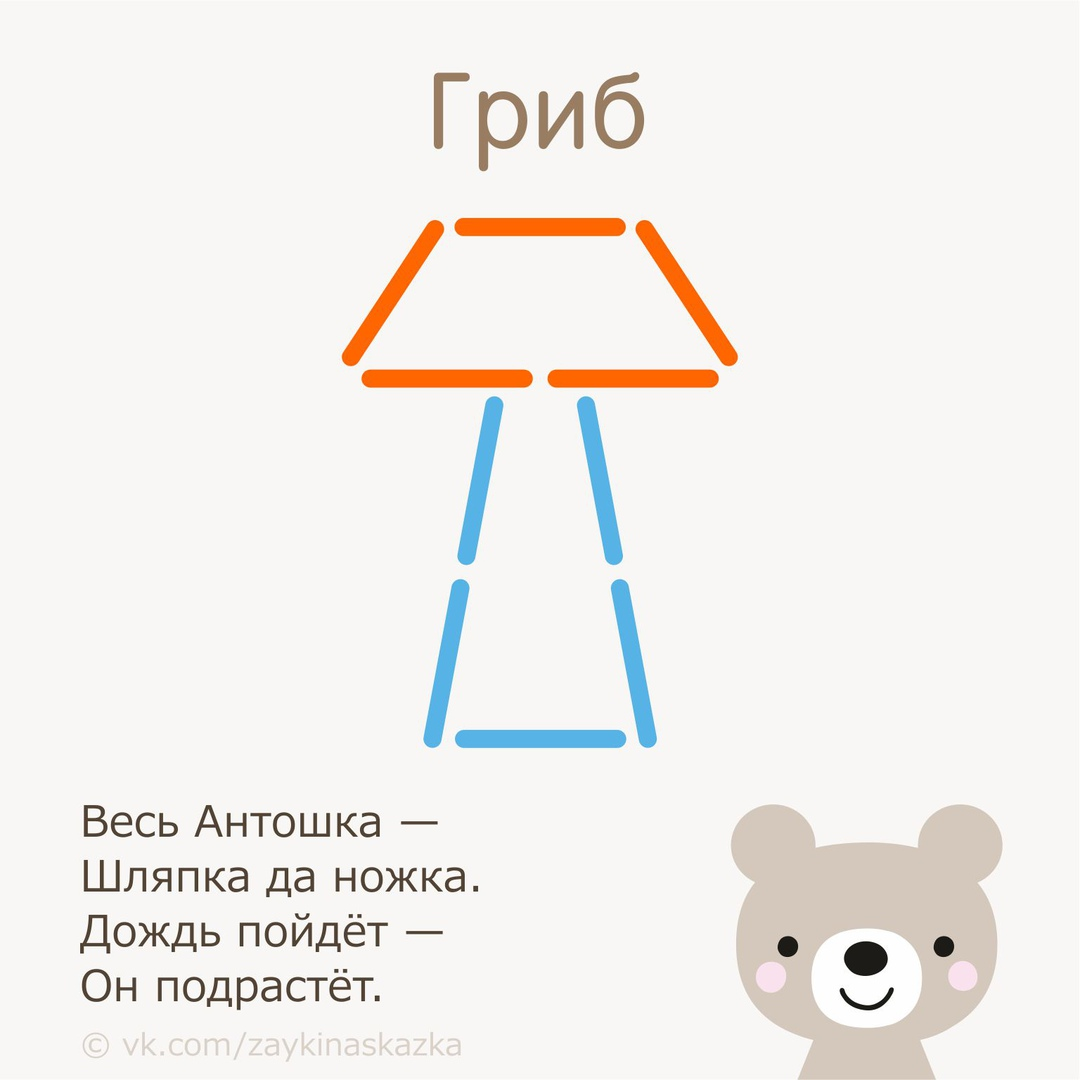 Гриб
Весь Антошка —
Шляпка да ножка.
Дождь пойдёт —
Он подрастёт.
© vk.com/zaykinaskazka